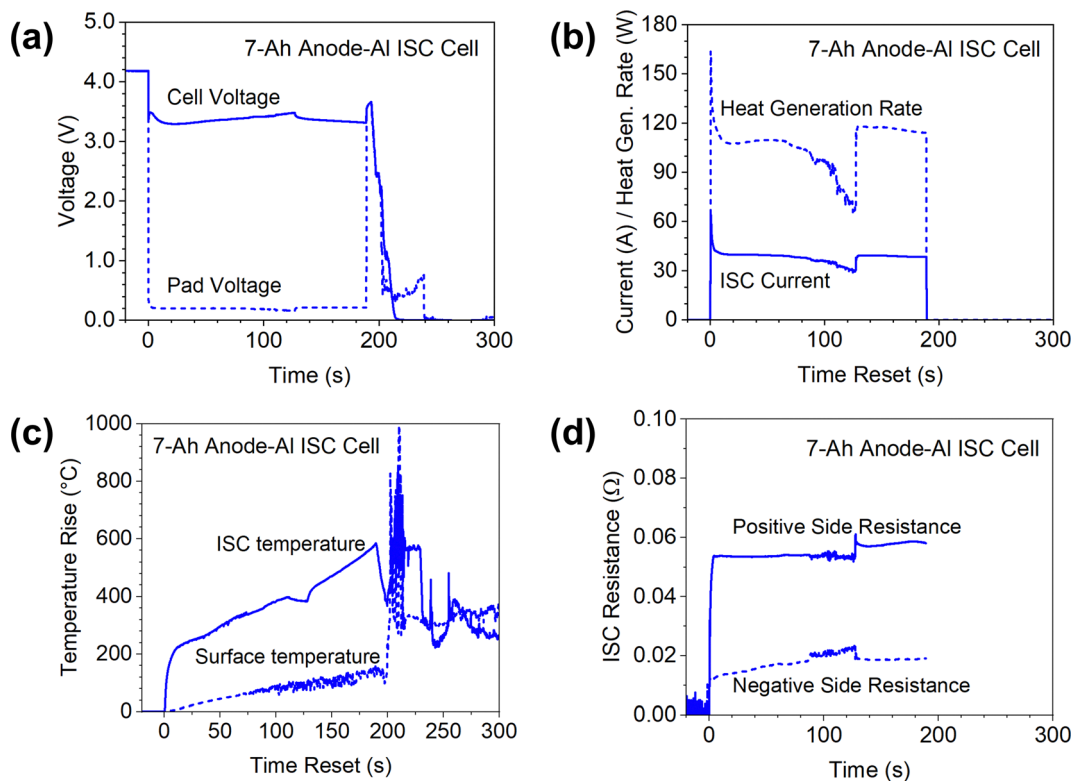 (a)
5.0
4.0
3.0
2.0
1.0
0.0
Voltage (V)
7-Ah Anode-Al ISC Cell
Cell Voltage
Pad Voltage
0
100
200
300
Time (s)
(b)
180
150
120
90
60
30
0
Current (A) / Heat Gen. Rate (W)
7-Ah Anode-Al ISC Cell
Heat Generation Rate
ISC Current
0
100
200
300
Time Reset (s)
(c)
1000
800
600
400
200
0
Temperature Rise (°C)
7-Ah Anode-Al ISC Cell
ISC temperature
Surface temperature
0
50
100
150
200
250
300
Time Reset (s)
(d)
0.10
0.08
0.06
0.04
0.02
0.00
ISC Resistance (Ω)
7-Ah Anode-Al ISC Cell
Positive Side Resistance
Negative Side Resistance
0
100
200
300
Time (s)